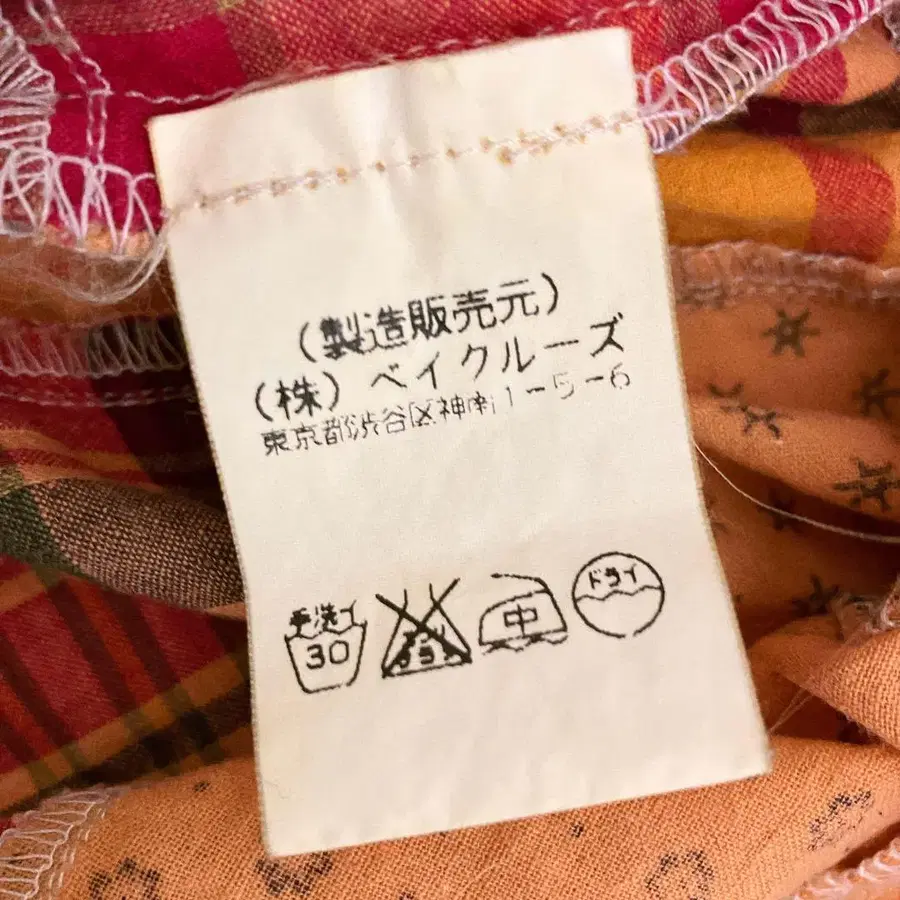 (製造販売元)
(株) ベイクルーズ
東京都渋谷区神南1-5-6
手洗イ
30
中
ドライ